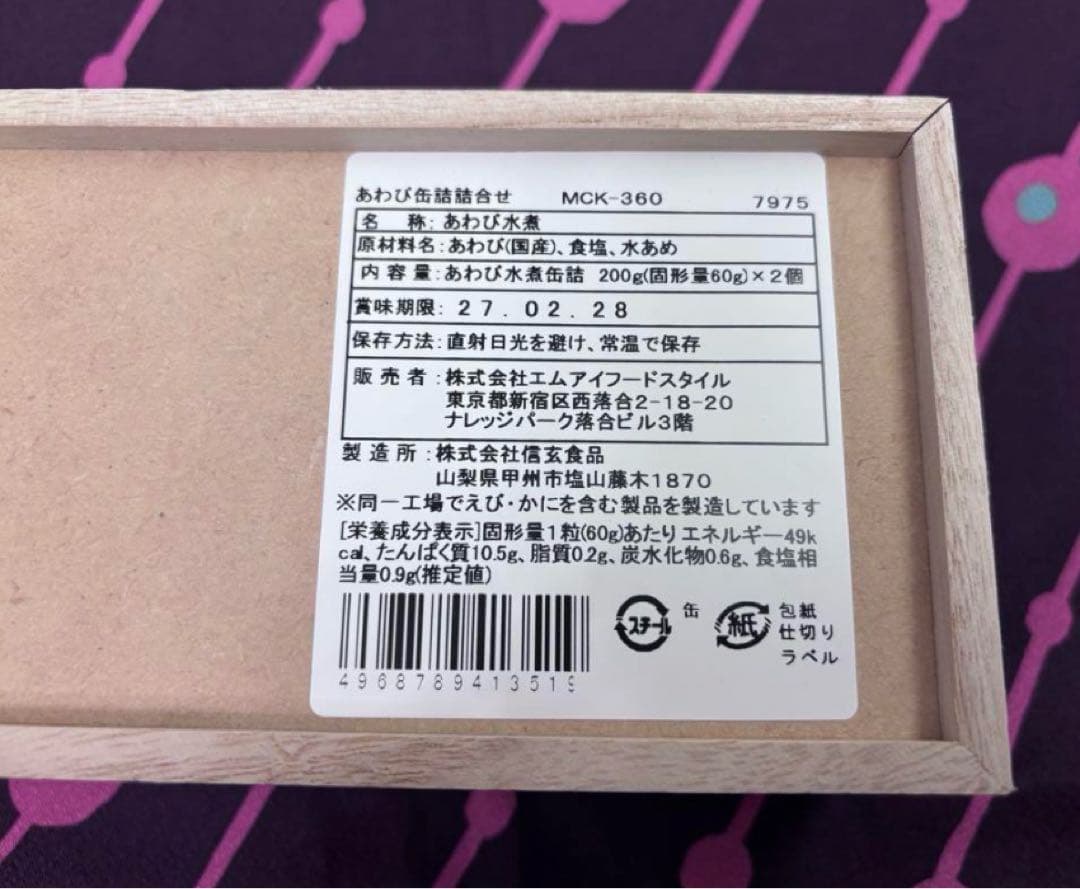 あわび缶詰詰合せ MCK-360 7975
名 称: あわび水煮
原材料名: あわび(国産)、食塩、水あめ
内容量: あわび水煮缶詰 200g(固形量60g)×2個
賞味期限: 27.02.28
保存方法: 直射日光を避け、常温で保存
販売者: 株式会社エムアイフードスタイル
東京都新宿区西落合2-18-20
ナレッジパーク落合ビル3階
製造所: 株式会社信玄食品
山梨県甲州市塩山藤木1870
※同一工場でえび・かにを含む製品を製造しています
[栄養成分表示]固形量1粒(60g)あたり エネルギー49k
cal、たんぱく質10.5g、脂質0.2g、炭水化物0.6g、食塩相
当量0.9g(推定値)
スチール 缶
紙 包紙
仕切り
ラベル
4968789413519